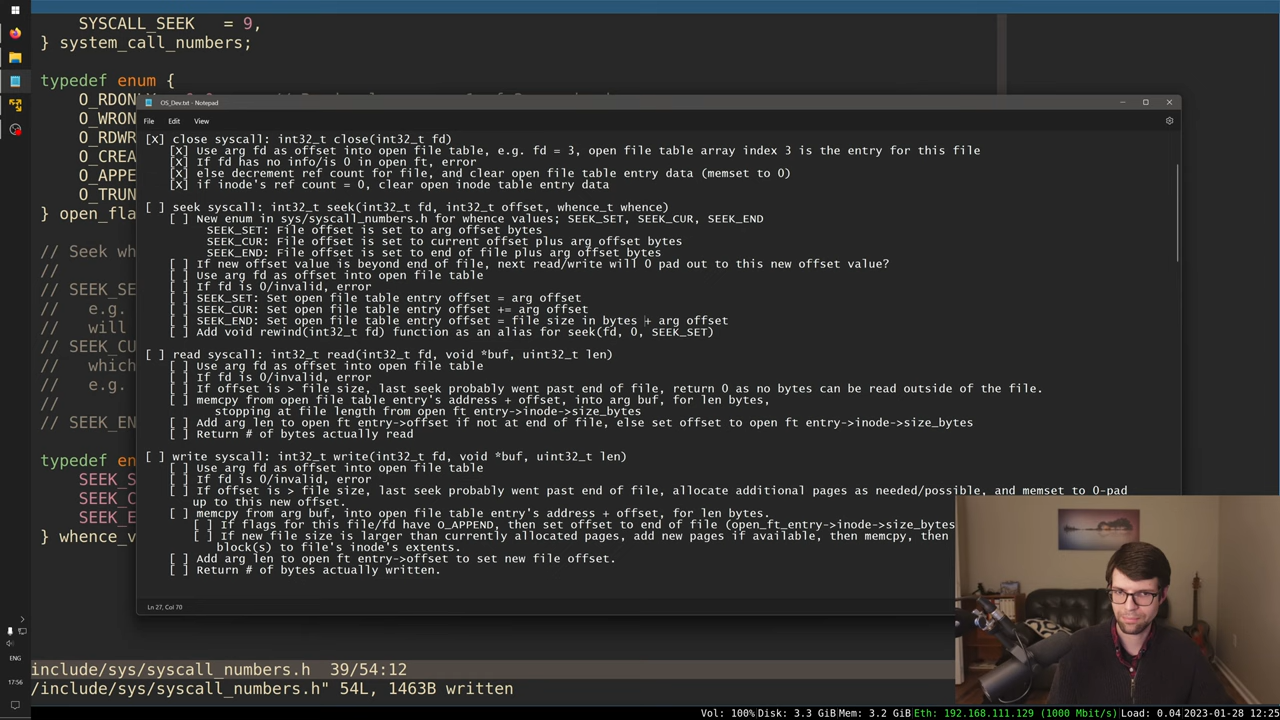 SYSCALL_SEEK   = 9,
} system_call_numbers;
typedef enum {
O_RDON
O_WRON
O_RDWR
O_CREA
O_APPE
O_TRUN
} open_fla
// Seek wh
//
// SEEK_SE
//   e.g.
//   will
// SEEK_CU
//   which
//   e.g.
//
// SEEK_EN
typedef en
SEEK_S
SEEK_C
SEEK_E
} whence_v
OS_Dev.txt - Notepad
File   Edit   View
[X] close syscall: int32_t close(int32_t fd)
[X] Use arg fd as offset into open file table, e.g. fd = 3, open file table array index 3 is the entry for this file
[X] If fd has no info/is 0 in open ft, error
[X] else decrement ref count for file, and clear open file table entry data (memset to 0)
[X] if inode's ref count = 0, clear open inode table entry data
[ ] seek syscall: int32_t seek(int32_t fd, int32_t offset, whence_t whence)
[ ] New enum in sys/syscall_numbers.h for whence values; SEEK_SET, SEEK_CUR, SEEK_END
SEEK_SET: File offset is set to arg offset bytes
SEEK_CUR: File offset is set to current offset plus arg offset bytes
SEEK_END: File offset is set to end of file plus arg offset bytes
[ ] If new offset value is beyond end of file, next read/write will 0 pad out to this new offset value?
[ ] Use arg fd as offset into open file table
[ ] If fd is 0/invalid, error
[ ] SEEK_SET: Set open file table entry offset = arg offset
[ ] SEEK_CUR: Set open file table entry offset += arg offset
[ ] SEEK_END: Set open file table entry offset = file size in bytes + arg offset
[ ] Add void rewind(int32_t fd) function as an alias for seek(fd, 0, SEEK_SET)
[ ] read syscall: int32_t read(int32_t fd, void *buf, uint32_t len)
[ ] Use arg fd as offset into open file table
[ ] If fd is 0/invalid, error
[ ] If offset is > file size, last seek probably went past end of file, return 0 as no bytes can be read outside of the file.
[ ] memcpy from open file table entry's address + offset, into arg buf, for len bytes,
stopping at file length from open ft entry->inode->size_bytes
[ ] Add arg len to open ft entry->offset if not at end of file, else set offset to open ft entry->inode->size_bytes
[ ] Return # of bytes actually read
[ ] write syscall: int32_t write(int32_t fd, void *buf, uint32_t len)
[ ] Use arg fd as offset into open file table
[ ] If fd is 0/invalid, error
[ ] If offset is > file size, last seek probably went past end of file, allocate additional pages as needed/possible, and memset to 0-pad
up to this new offset.
[ ] memcpy from arg buf, into open file table entry's address + offset, for len bytes.
[ ] If flags for this file/fd have O_APPEND, then set offset to end of file (open_ft_entry->inode->size_bytes
[ ] If new file size is larger than currently allocated pages, add new pages if available, then memcpy, then
block(s) to file's inode's extents.
[ ] Add arg len to open ft entry->offset to set new file offset.
[ ] Return # of bytes actually written.
Ln 27, Col 70
ENG
17:56
include/sys/syscall_numbers.h  39/54:12
/include/sys/syscall_numbers.h" 54L, 1463B written
Vol: 100% Disk: 3.3 GiB Mem: 3.2 GiB Eth: 192.168.111.129 (1000 Mbit/s) Load: 0.04 2023-01-28 12:25